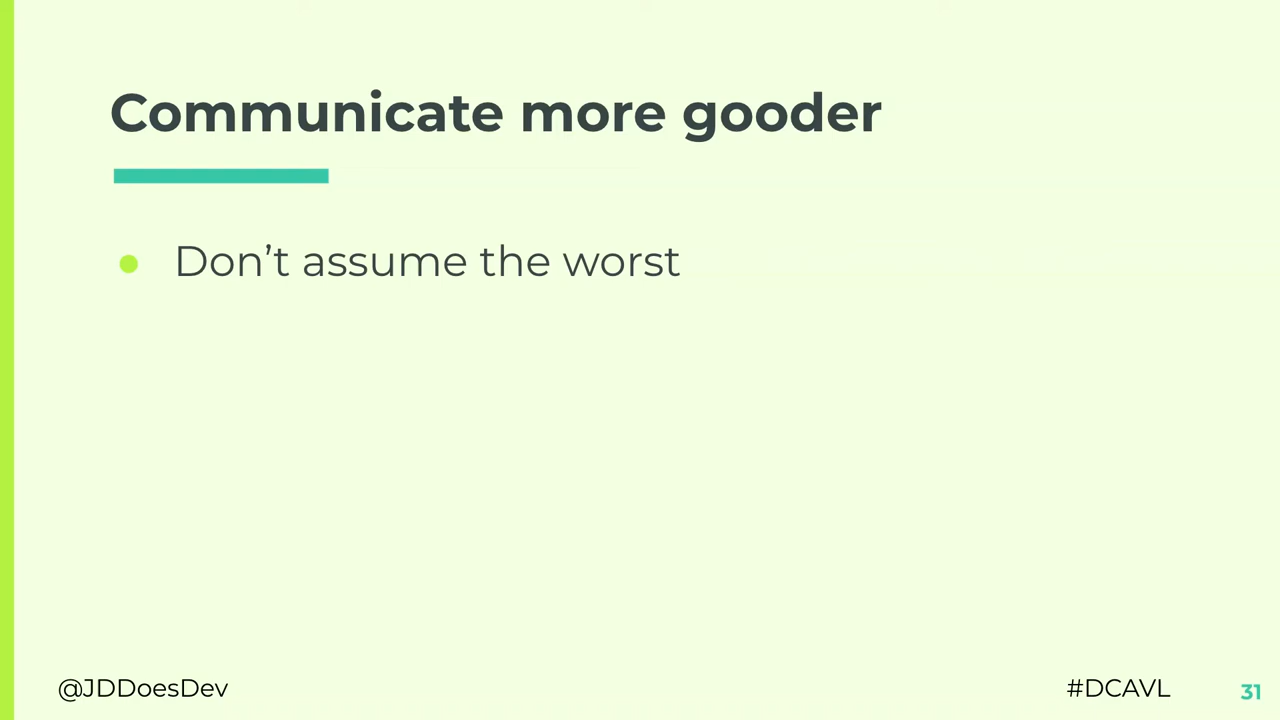 Communicate more gooder
● Don’t assume the worst
@JDDoesDev
#DCAVL
31